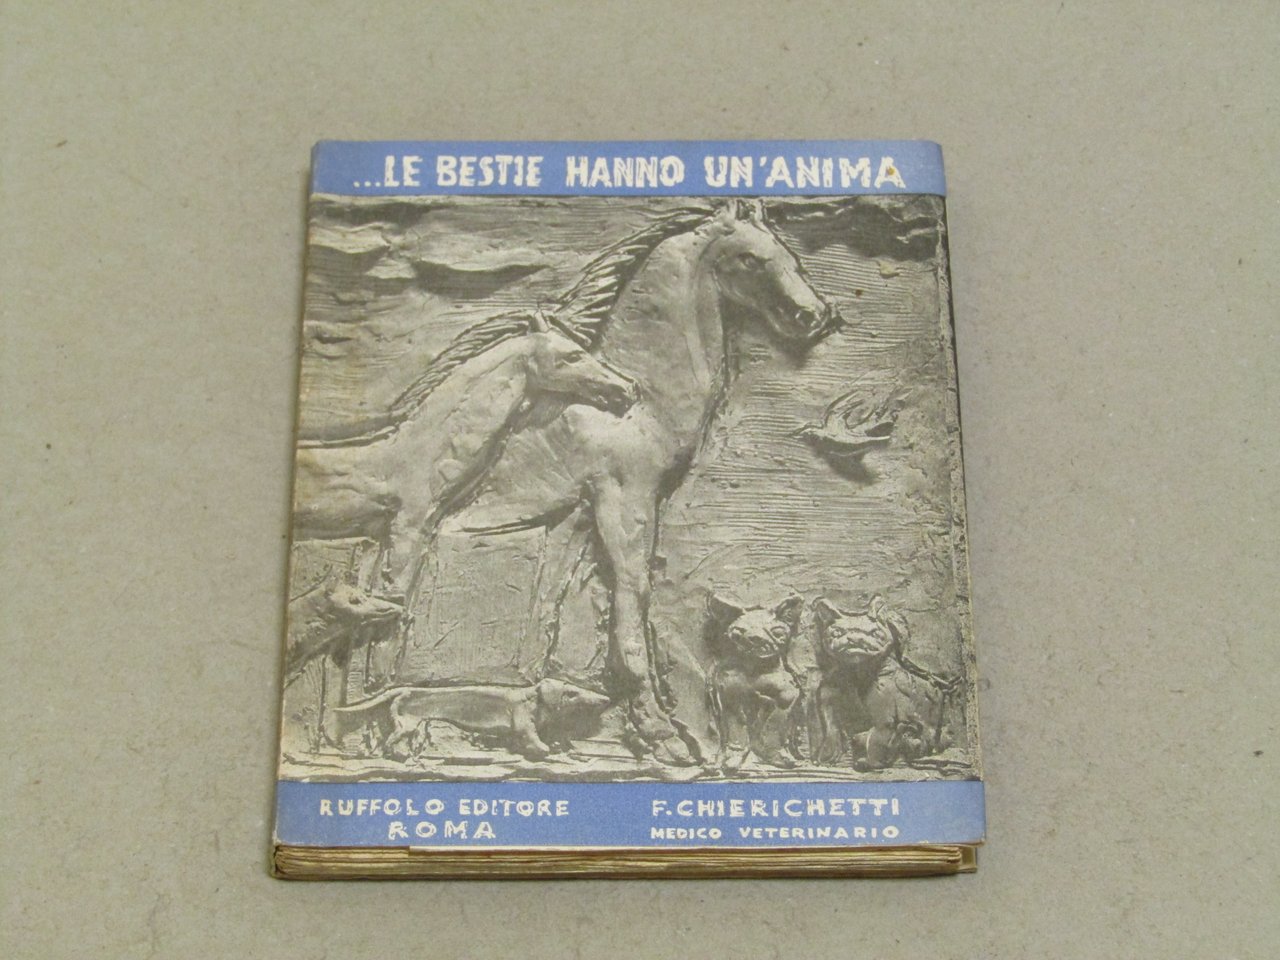 ...LE BESTIE HANNO UN'ANIMA
RUFFOLO EDITORE
ROMA
F. CHIERICHETTI
MEDICO VETERINARIO